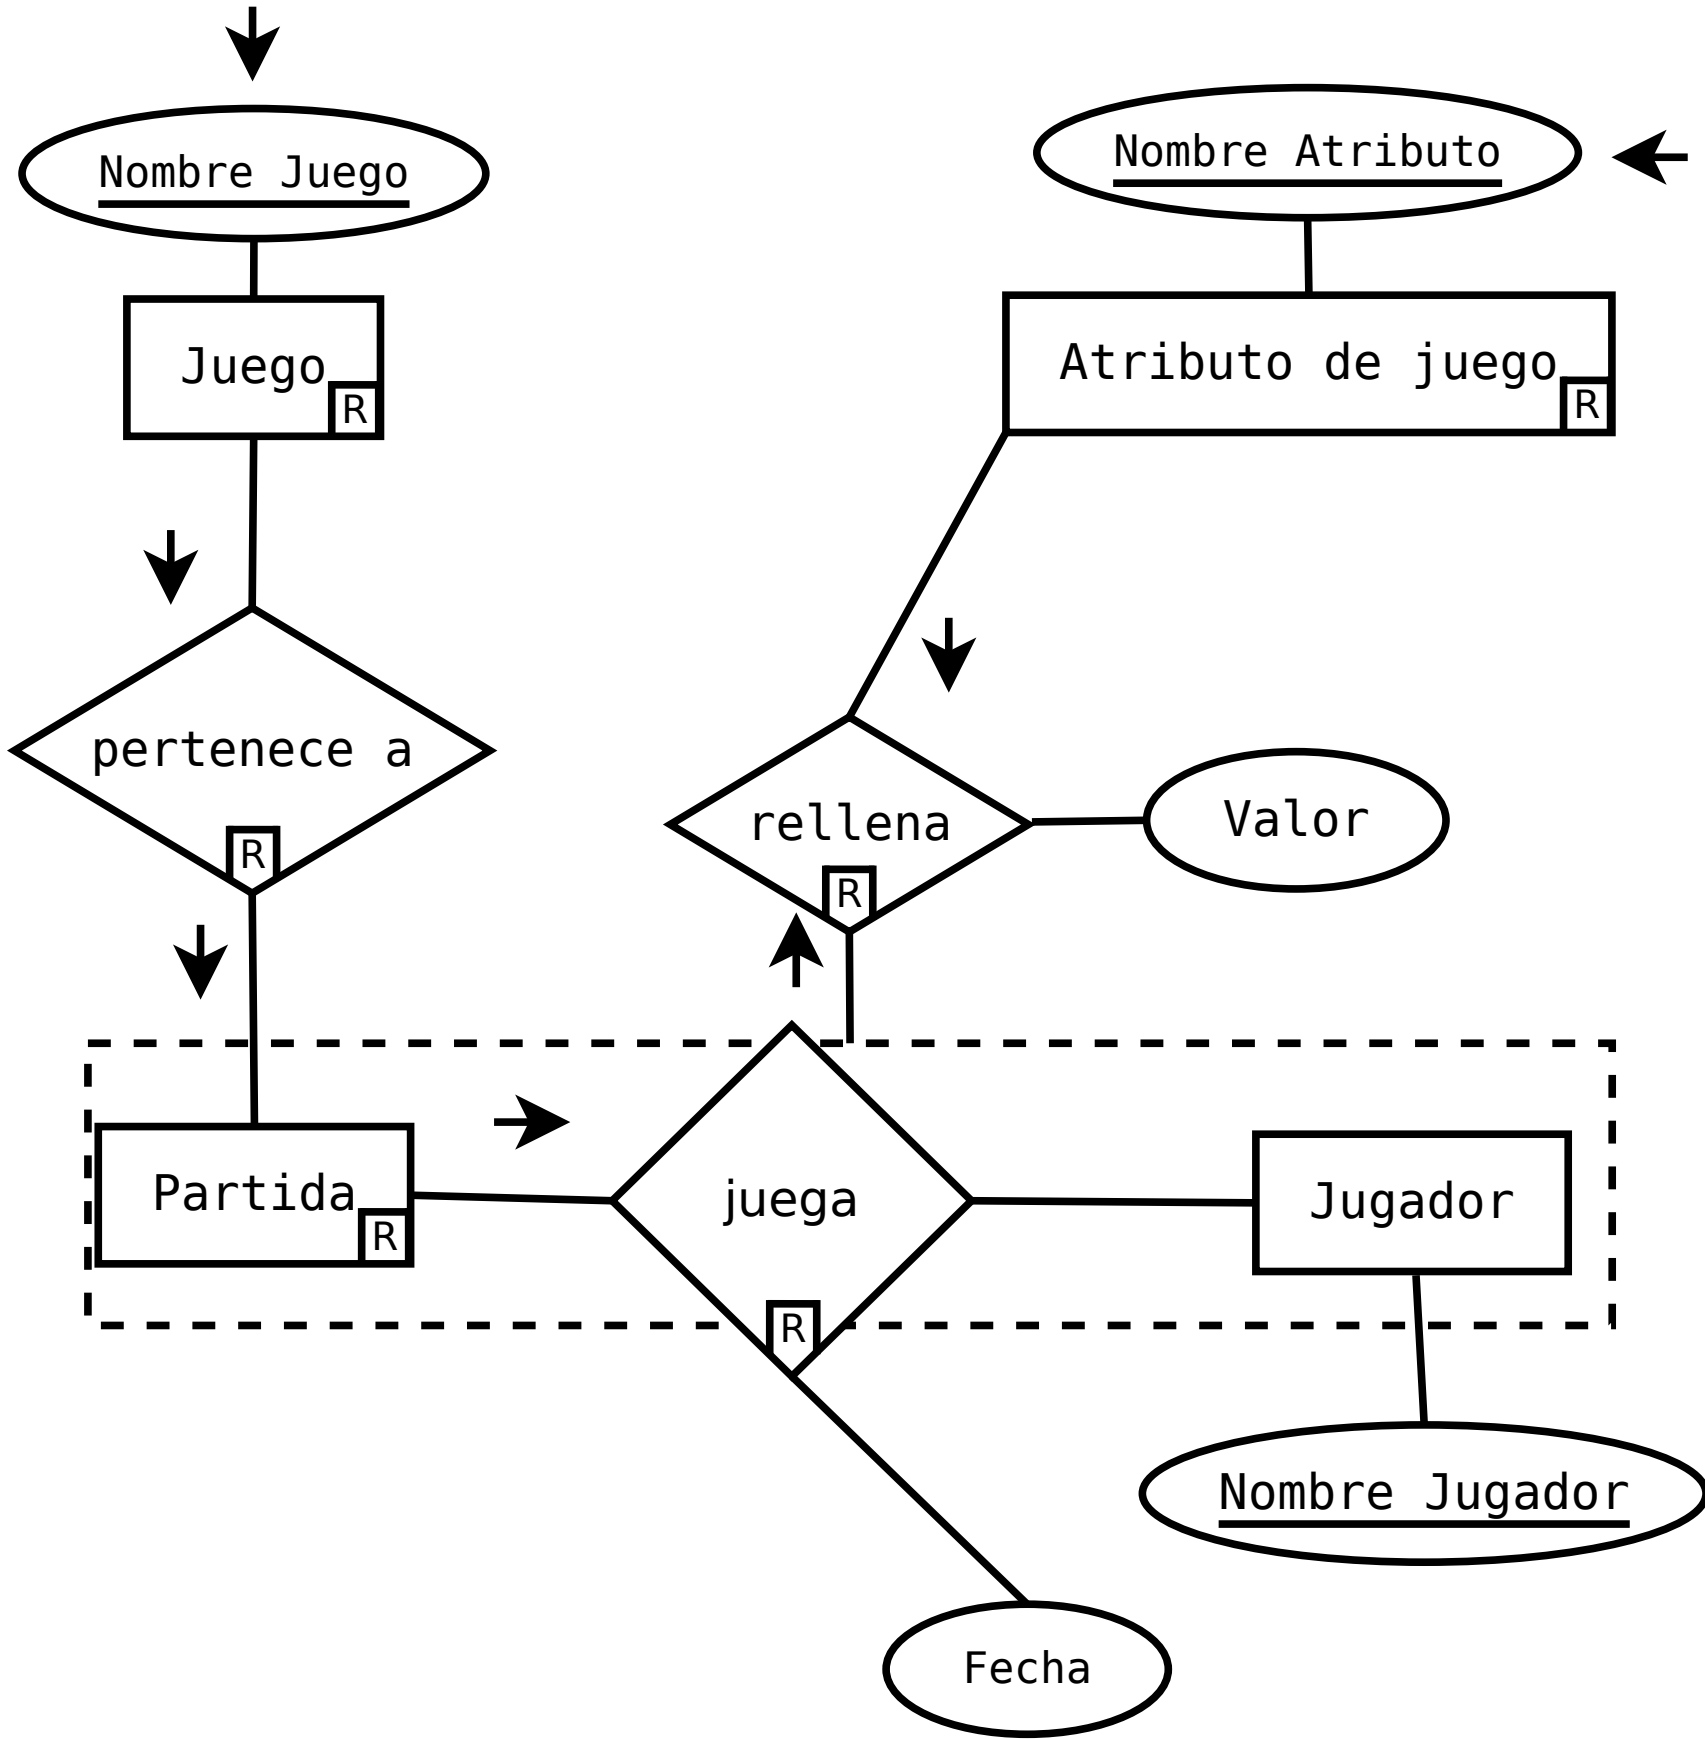 Nombre Juego
Nombre Atributo
Juego
R
Atributo de juego
R
pertenece a
R
rellena
R
Valor
Partida
R
juega
R
Jugador
Nombre Jugador
Fecha